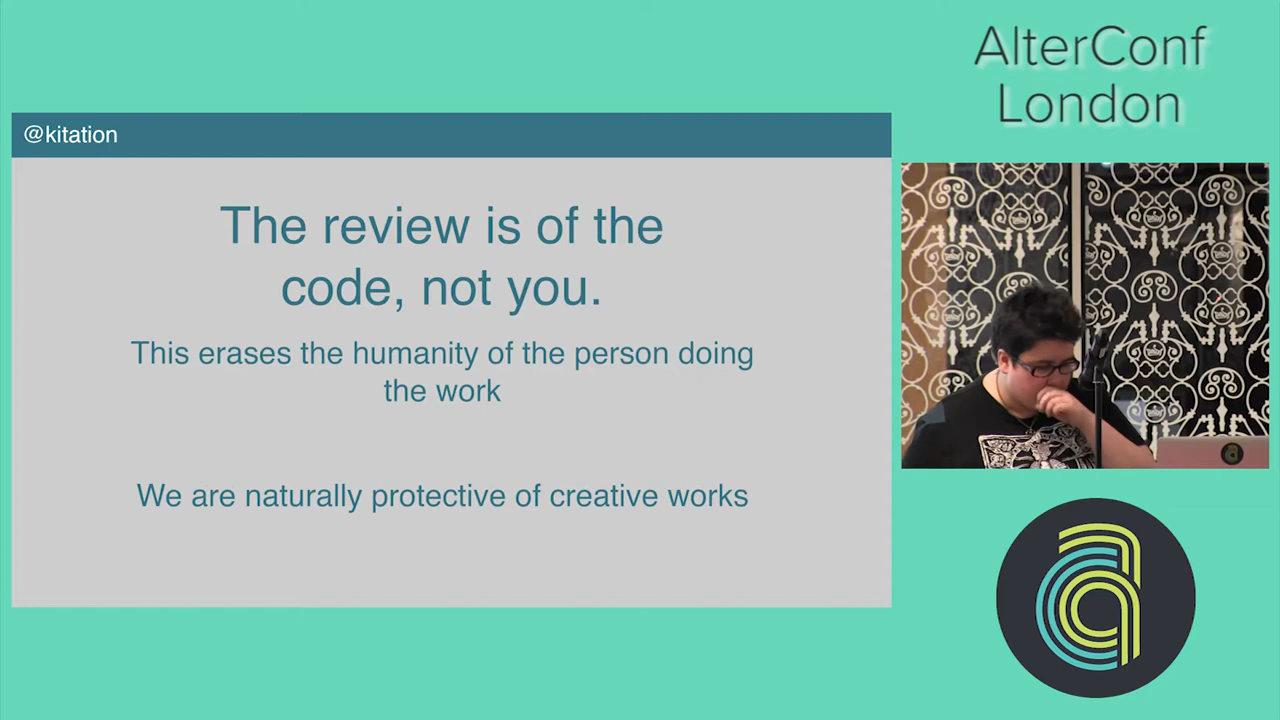 AlterConf
London
@kitation
The review is of the
code, not you.
This erases the humanity of the person doing
the work
We are naturally protective of creative works